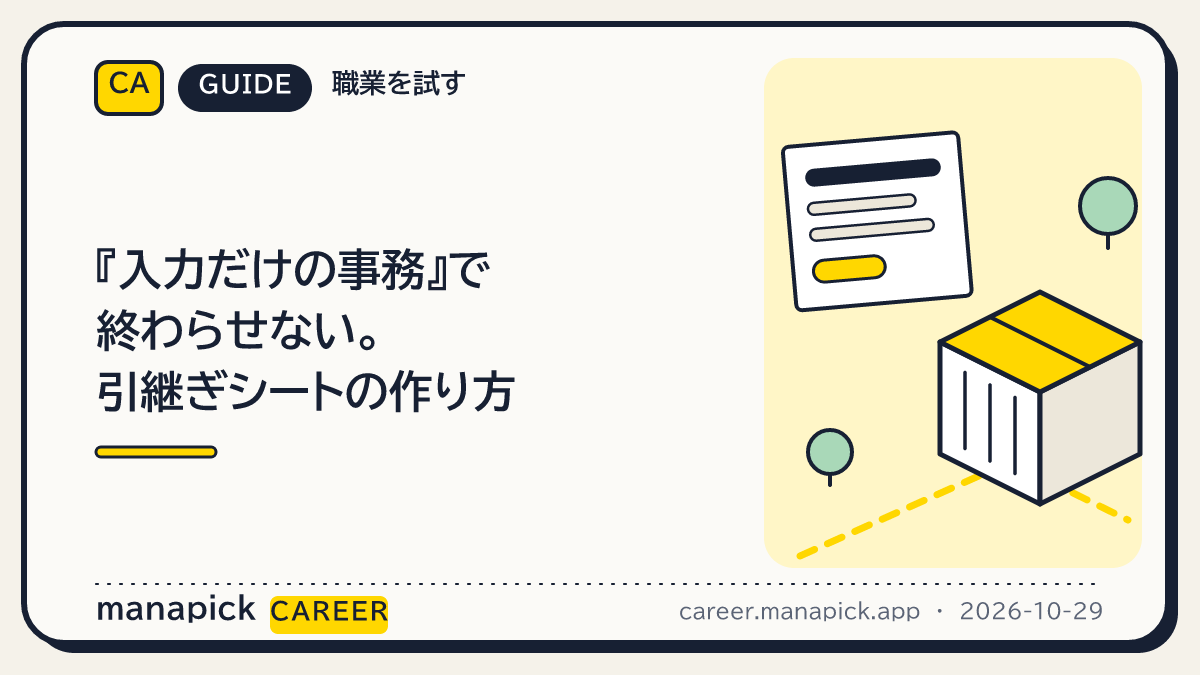 CA GUIDE 職業を試す
『入力だけの事務』で
終わらせない。
引継ぎシートの作り方
manapick CAREER
career.manapick.app ・ 2026-10-29